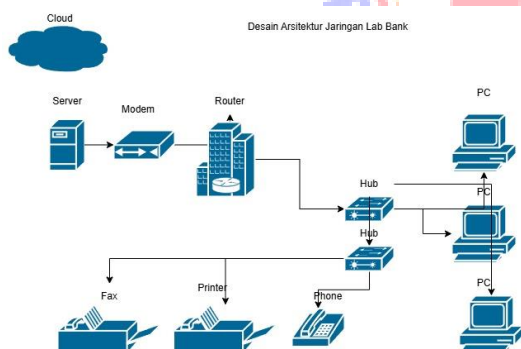 Cloud
Desain Arsitektur Jaringan Lab Bank
Server
Modem
Router
PC
Hub
PC
Hub
PC
Fax
Printer
Phone